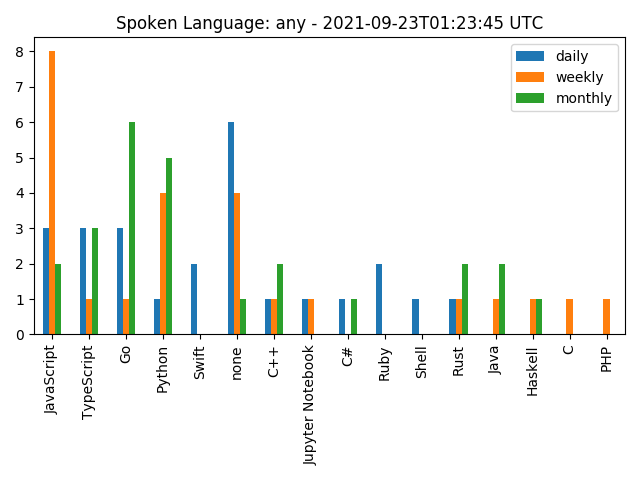 Spoken Language: any - 2021-09-23T01:23:45 UTC
daily
weekly
monthly
8
7
6
5
4
3
2
1
0
JavaScript
TypeScript
Go
Python
Swift
none
C++
Jupyter Notebook
C#
Ruby
Shell
Rust
Java
Haskell
C
PHP